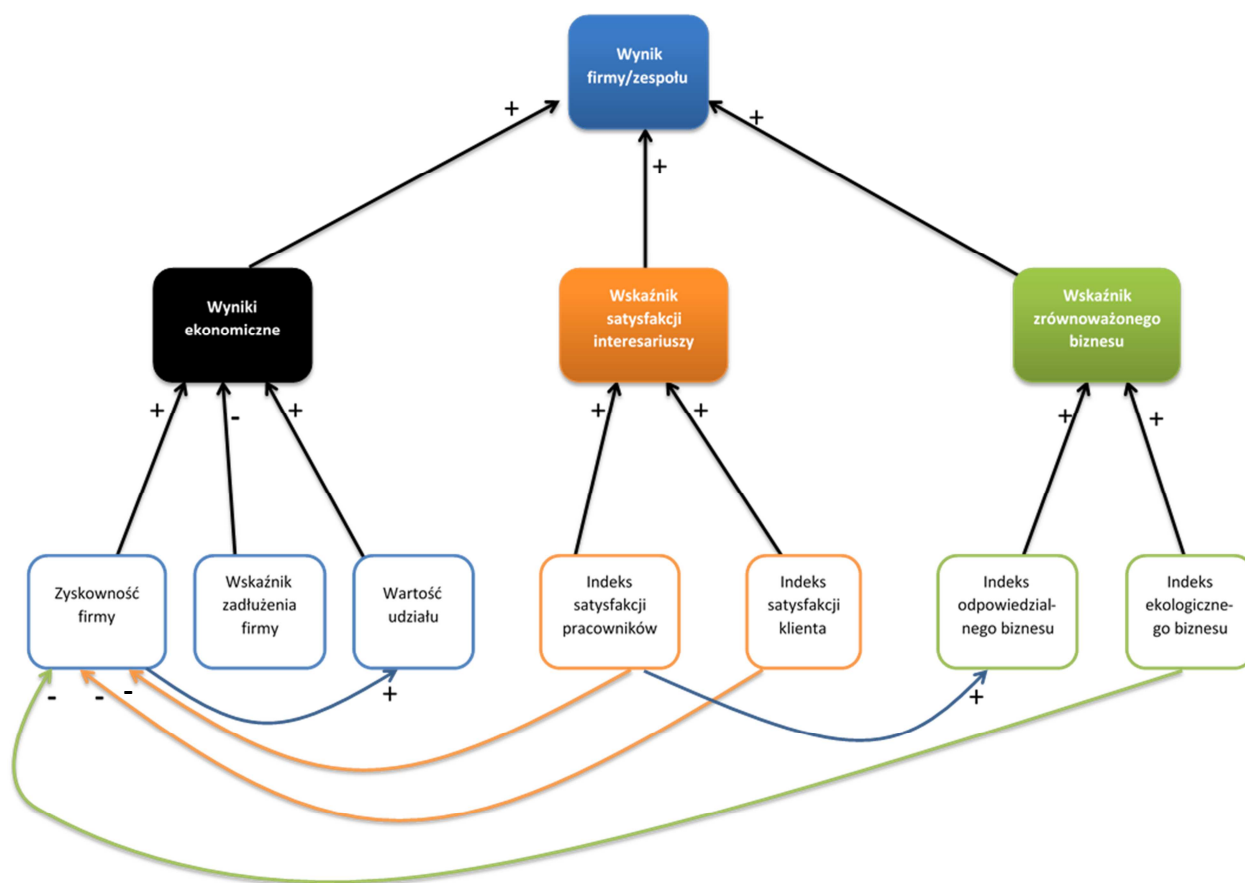 Wynik
firmy/zespołu
+
+
+
Wyniki
ekonomiczne
Wskaźnik
satysfakcji
interesariuszy
Wskaźnik
zrównoważonego
biznesu
+
-
+
+
+
+
+
Zyskowność
firmy
Wskaźnik
zadłużenia
firmy
Wartość
udziału
Indeks
satysfakcji
pracowników
Indeks
satysfakcji
klienta
Indeks
odpowiedzial-
nego biznesu
Indeks
ekologiczne-
go biznesu
-
-
-
+
+